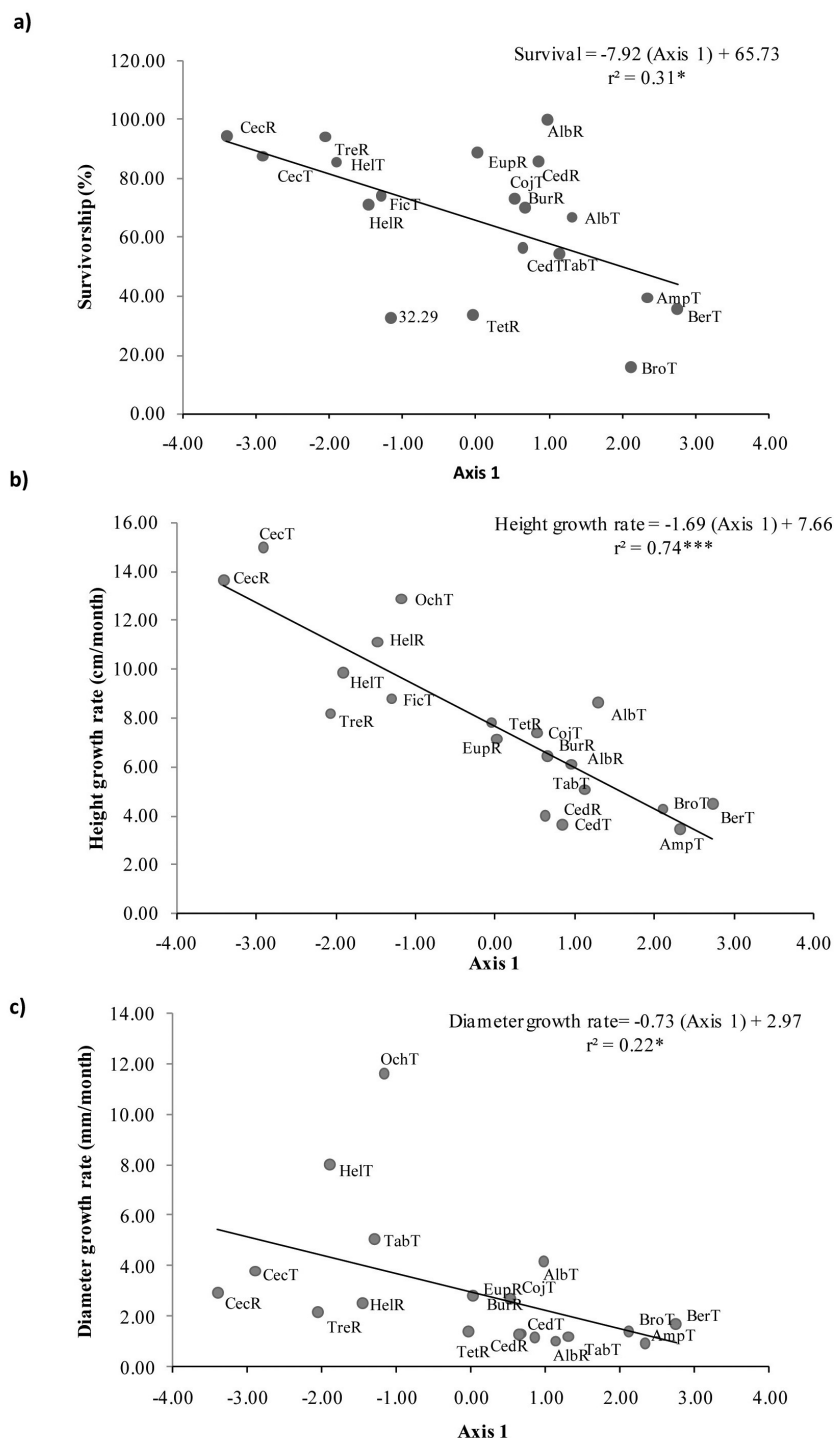 a)
Survival = -7.92 (Axis 1) + 65.73
r² = 0.31*
120.00
100.00
80.00
60.00
40.00
20.00
0.00
Survivorship (%)
CecR
CecT
TreR
HelT
FicT
HelR
32.29
TetR
EupR
AlbR
CedR
CojT
BurR
AlbT
CedT
TabT
AmpT
BerT
BroT
-4.00 -3.00 -2.00 -1.00 0.00 1.00 2.00 3.00 4.00
Axis 1
b)
Height growth rate = -1.69 (Axis 1) + 7.66
r² = 0.74***
16.00
14.00
12.00
10.00
8.00
6.00
4.00
2.00
0.00
Height growth rate (cm/month)
CecT
CecR
OchT
HelR
HelT
FicT
TreR
TetR
EupR
CojT
BurR
AlbT
AlbR
TabT
CedR
CedT
BroT
BerT
AmpT
-4.00 -3.00 -2.00 -1.00 0.00 1.00 2.00 3.00 4.00
Axis 1
c)
Diameter growth rate= -0.73 (Axis 1) + 2.97
r² = 0.22*
14.00
12.00
10.00
8.00
6.00
4.00
2.00
0.00
Diameter growth rate (mm/month)
OchT
HelT
TabT
CecT
CecR
HelR
TreR
AlbT
EupR
CojT
BurR
TetR
CedR
CedT
AlbR
TabT
BroT
BerT
AmpT
-4.00 -3.00 -2.00 -1.00 0.00 1.00 2.00 3.00 4.00
Axis 1